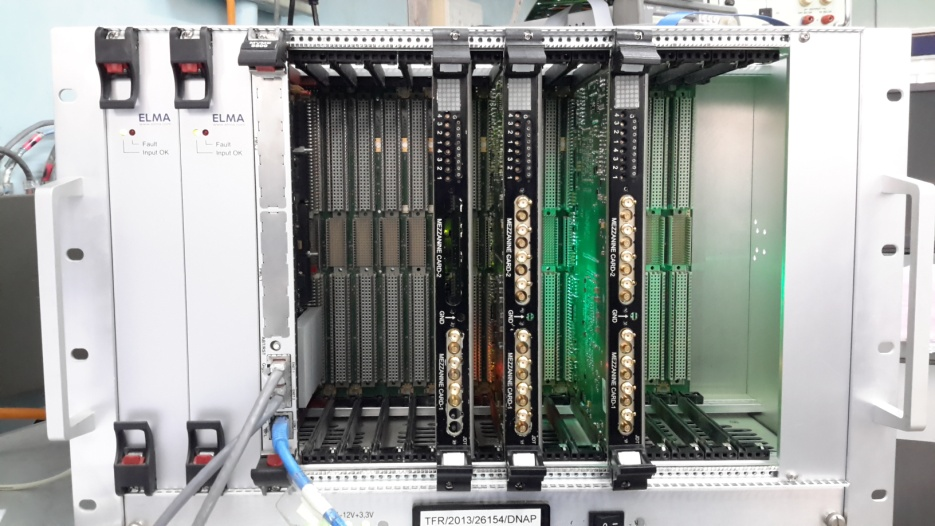 ELMA
Fault
Input OK
ELMA
Fault
Input OK
MEZZANINE CARD-2
GND
MEZZANINE CARD-1
MEZZANINE CARD-2
GND
MEZZANINE CARD-1
MEZZANINE CARD-2
GND
MEZZANINE CARD-1
-12V+3,3V
TFR/2013/26154/DNAP